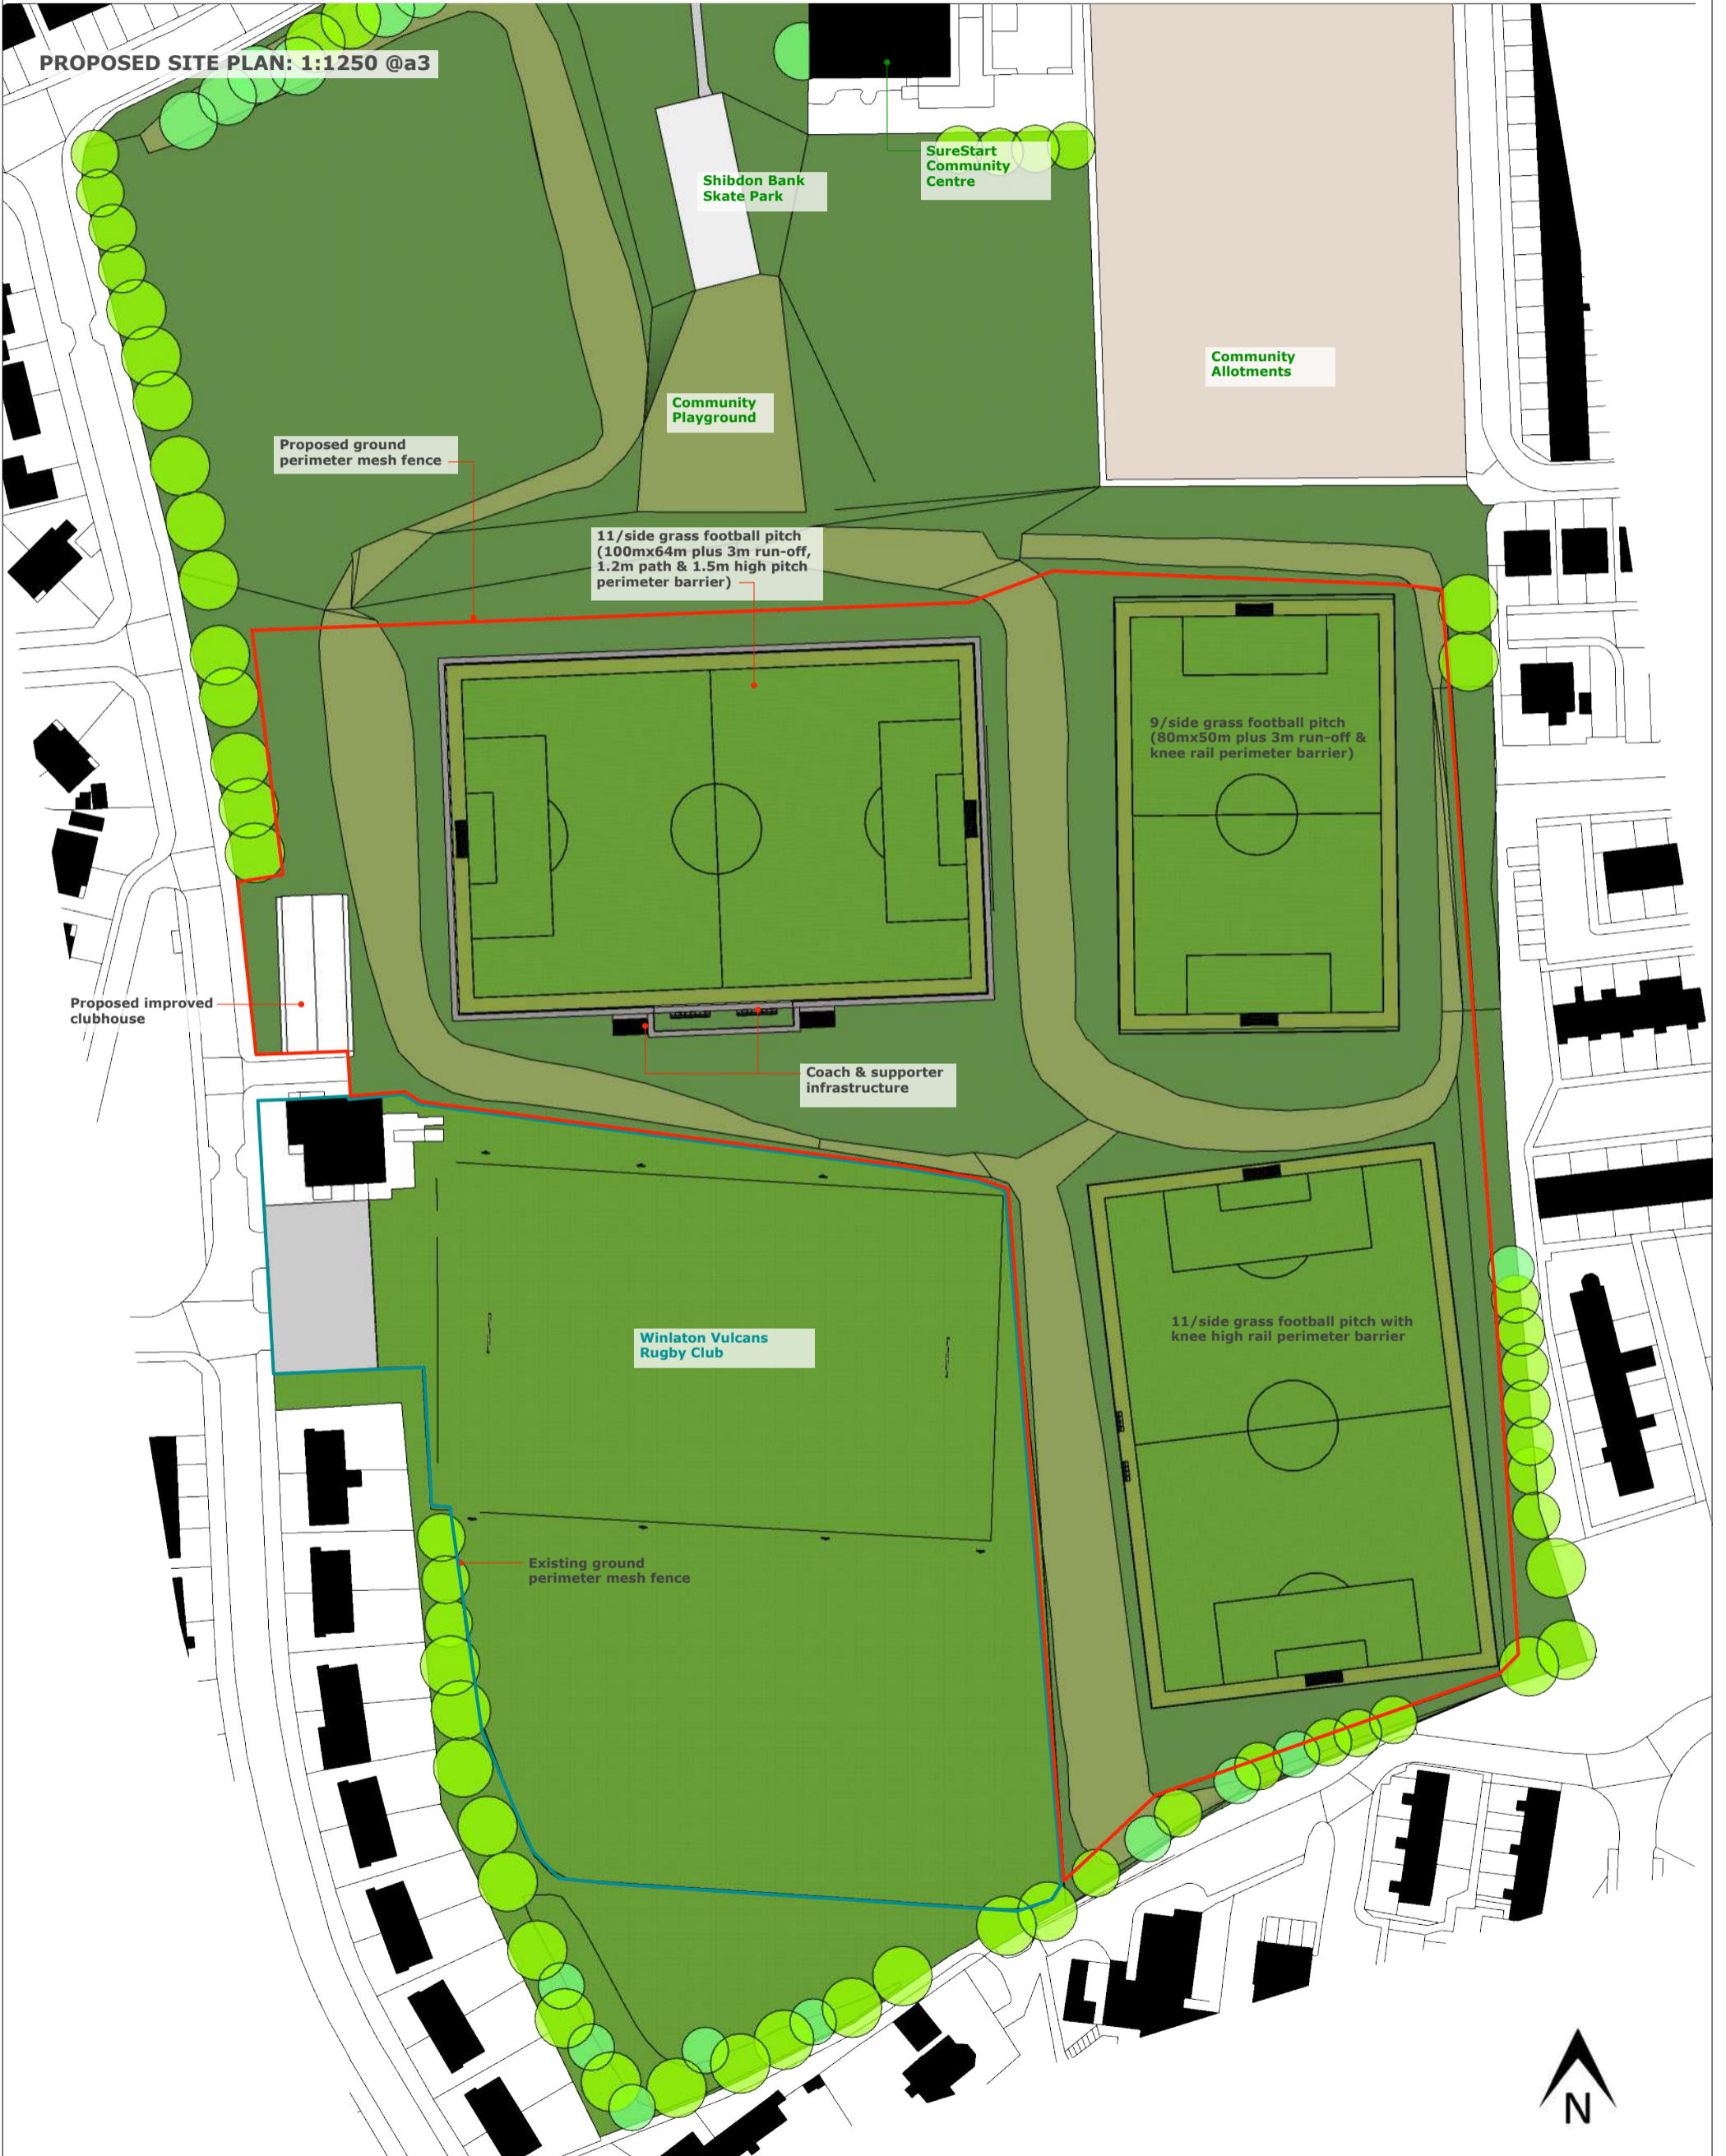 PROPOSED SITE PLAN: 1:1250 @a3
SureStart
Community
Centre
Shibdon Bank
Skate Park
Community
Allotments
Community
Playground
Proposed ground
perimeter mesh fence
11/side grass football pitch
(100mx64m plus 3m run-off,
1.2m path & 1.5m high pitch
perimeter barrier)
9/side grass football pitch
(80mx50m plus 3m run-off &
knee rail perimeter barrier)
Proposed improved
clubhouse
Coach & supporter
infrastructure
11/side grass football pitch with
knee high rail perimeter barrier
Winlaton Vulcans
Rugby Club
Existing ground
perimeter mesh fence
N